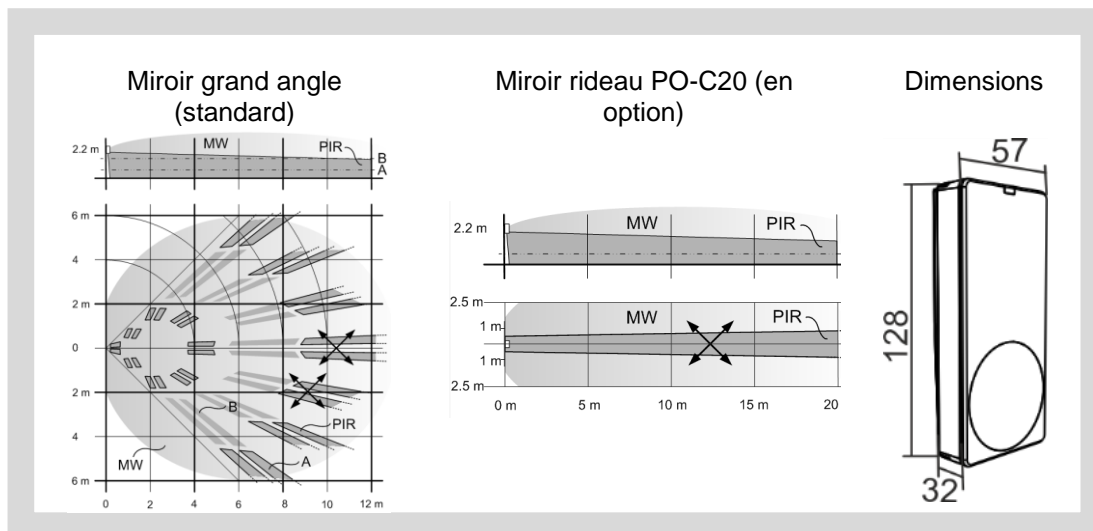 Miroir grand angle
(standard)
MW
2.2 m
PIR
B
A
6 m
4
2 m
0
2 m
B
PIR
4
MW
A
6 m
0 2 4 6 8 10 12 m
Miroir rideau PO-C20 (en
option)
2.2 m
MW
PIR
2.5 m
MW
PIR
1 m
1 m
2.5 m
0 m 5 m 10 m 15 m 20
Dimensions
57
128
32